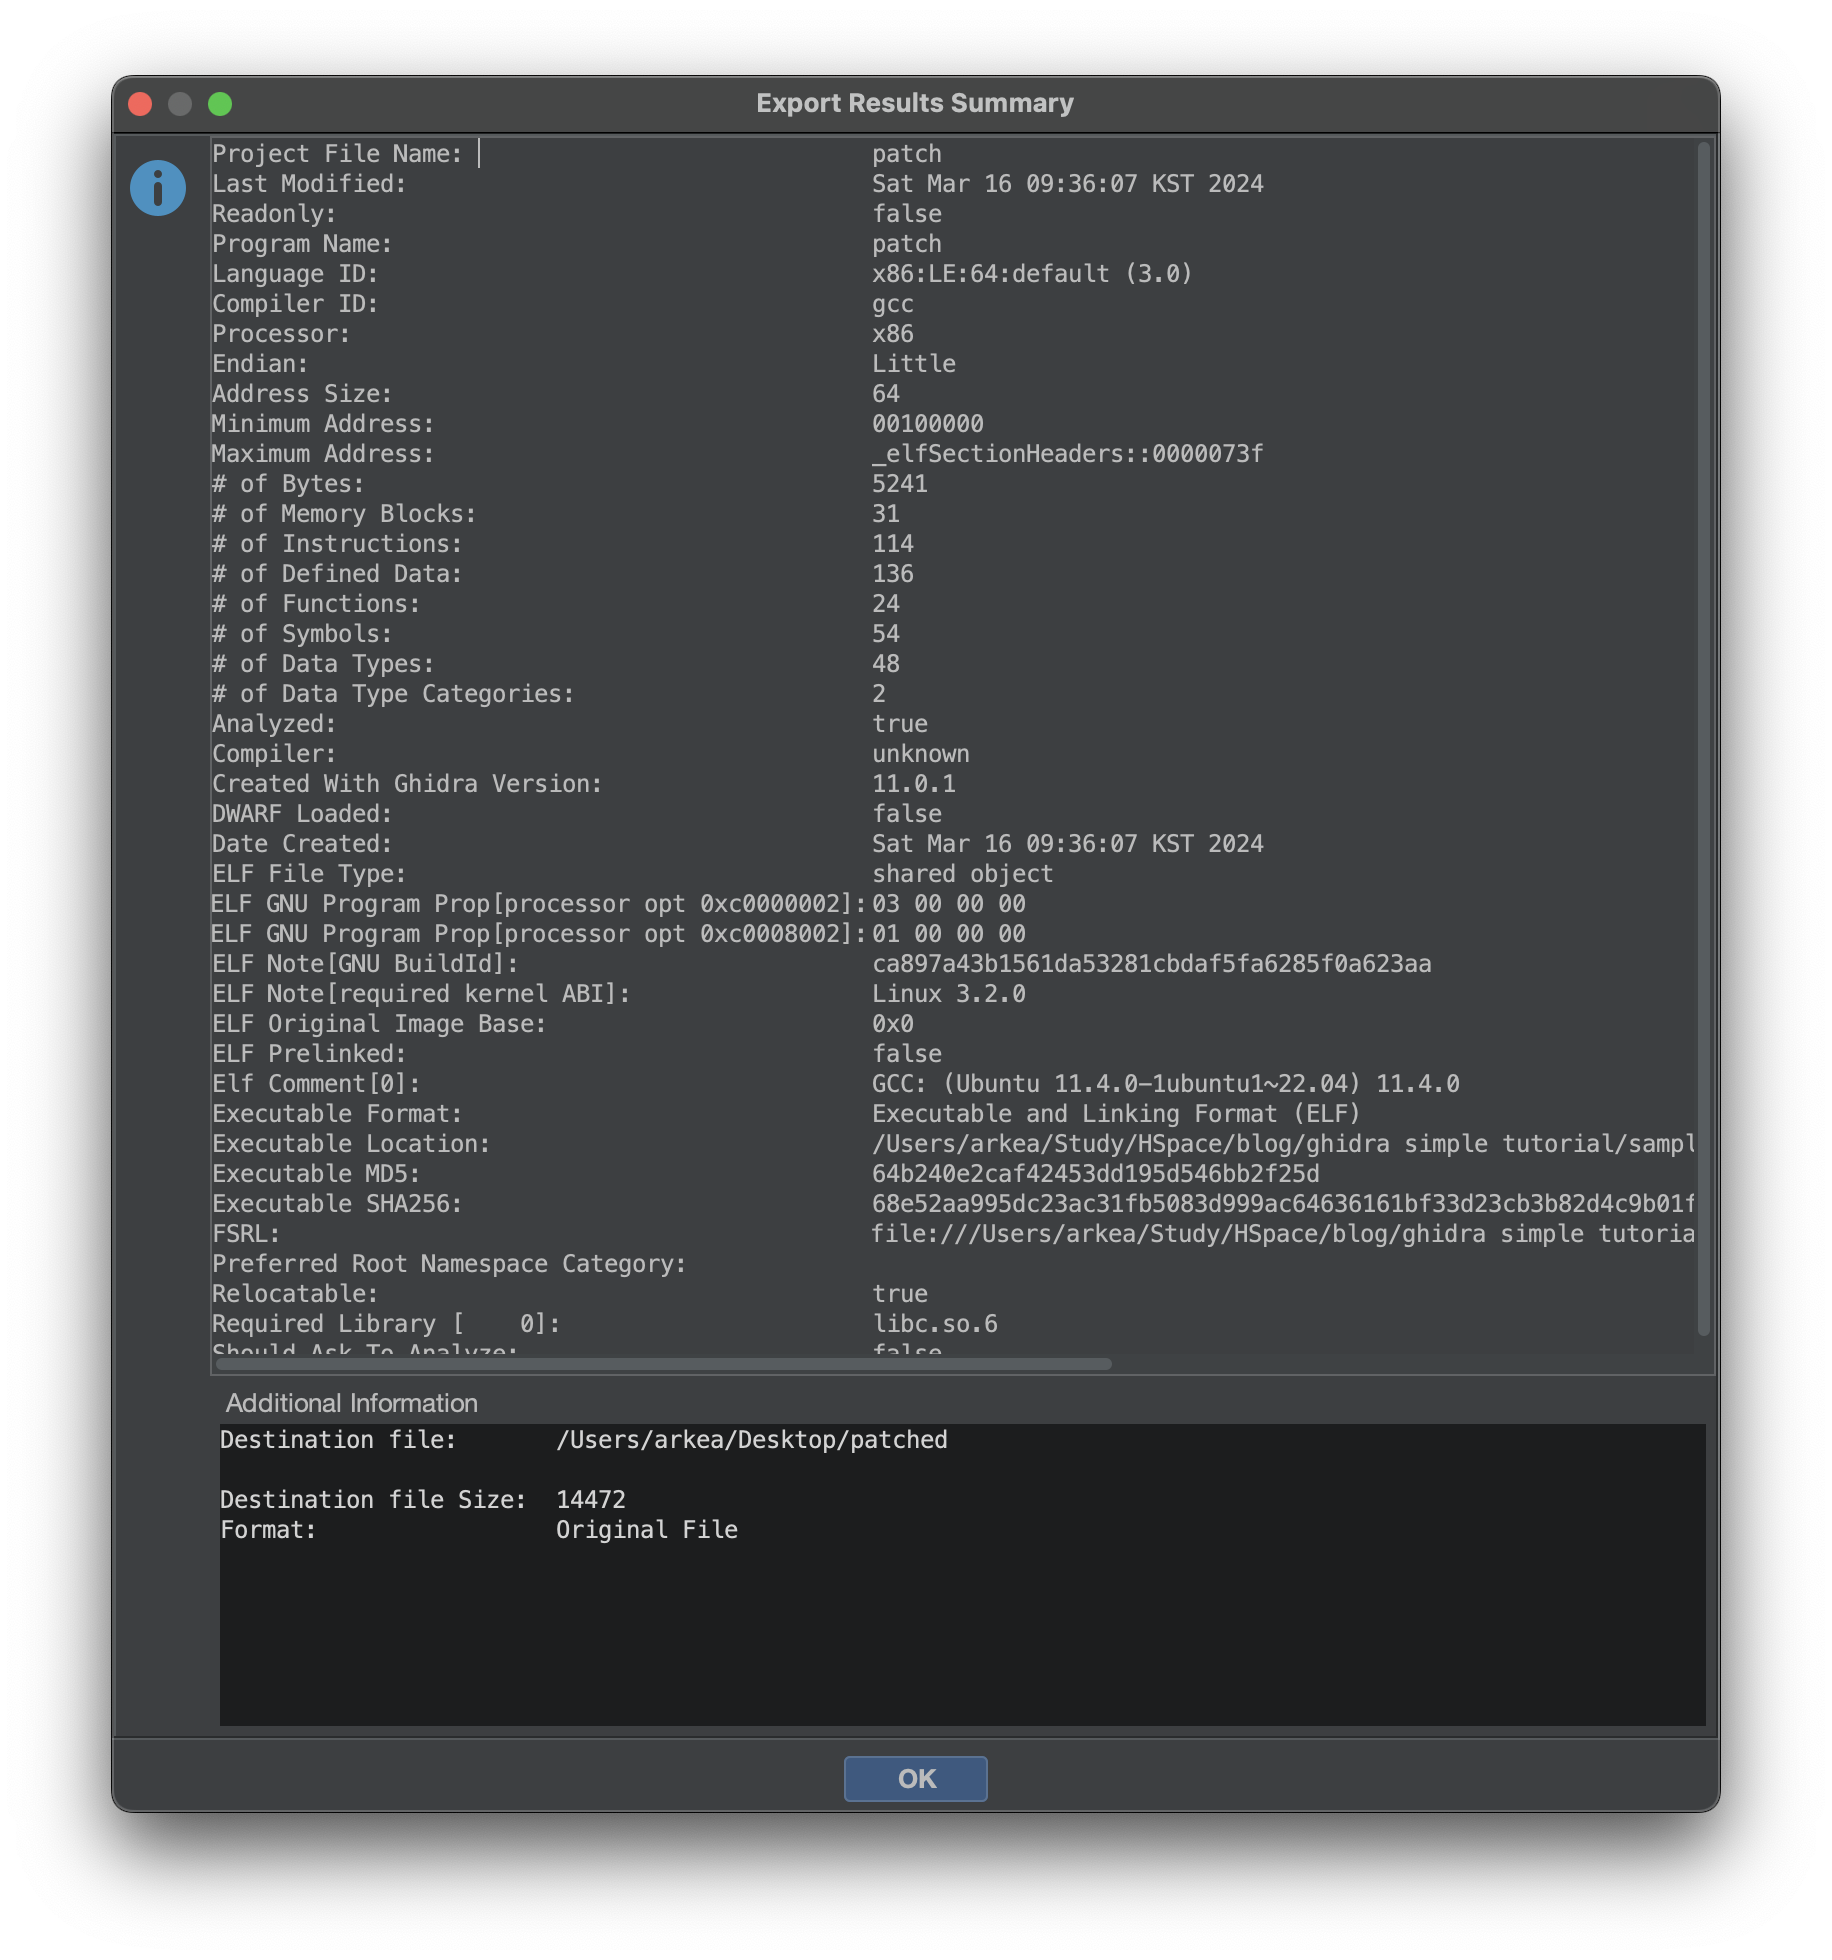 Export Results Summary
Project File Name: patch
Last Modified: Sat Mar 16 09:36:07 KST 2024
Readonly: false
Program Name: patch
Language ID: x86:LE:64:default (3.0)
Compiler ID: gcc
Processor: x86
Endian: Little
Address Size: 64
Minimum Address: 00100000
Maximum Address: _elfSectionHeaders::0000073f
# of Bytes: 5241
# of Memory Blocks: 31
# of Instructions: 114
# of Defined Data: 136
# of Functions: 24
# of Symbols: 54
# of Data Types: 48
# of Data Type Categories: 2
Analyzed: true
Compiler: unknown
Created With Ghidra Version: 11.0.1
DWARF Loaded: false
Date Created: Sat Mar 16 09:36:07 KST 2024
ELF File Type: shared object
ELF GNU Program Prop[processor opt 0xc0000002]: 03 00 00 00
ELF GNU Program Prop[processor opt 0xc0008002]: 01 00 00 00
ELF Note[GNU BuildId]: ca897a43b1561da53281cbdaf5fa6285f0a623aa
ELF Note[required kernel ABI]: Linux 3.2.0
ELF Original Image Base: 0x0
ELF Prelinked: false
Elf Comment[0]: GCC: (Ubuntu 11.4.0-1ubuntu1~22.04) 11.4.0
Executable Format: Executable and Linking Format (ELF)
Executable Location: /Users/arkea/Study/HSpace/blog/ghidra simple tutorial/sampl
Executable MD5: 64b240e2caf42453dd195d546bb2f25d
Executable SHA256: 68e52aa995dc23ac31fb5083d999ac64636161bf33d23cb3b82d4c9b01f
FSRL: file:///Users/arkea/Study/HSpace/blog/ghidra simple tutoria
Preferred Root Namespace Category:
Relocatable: true
Required Library [    0]: libc.so.6
Should Ask To Analyze: false
Additional Information
Destination file: /Users/arkea/Desktop/patched
Destination file Size: 14472
Format: Original File
OK